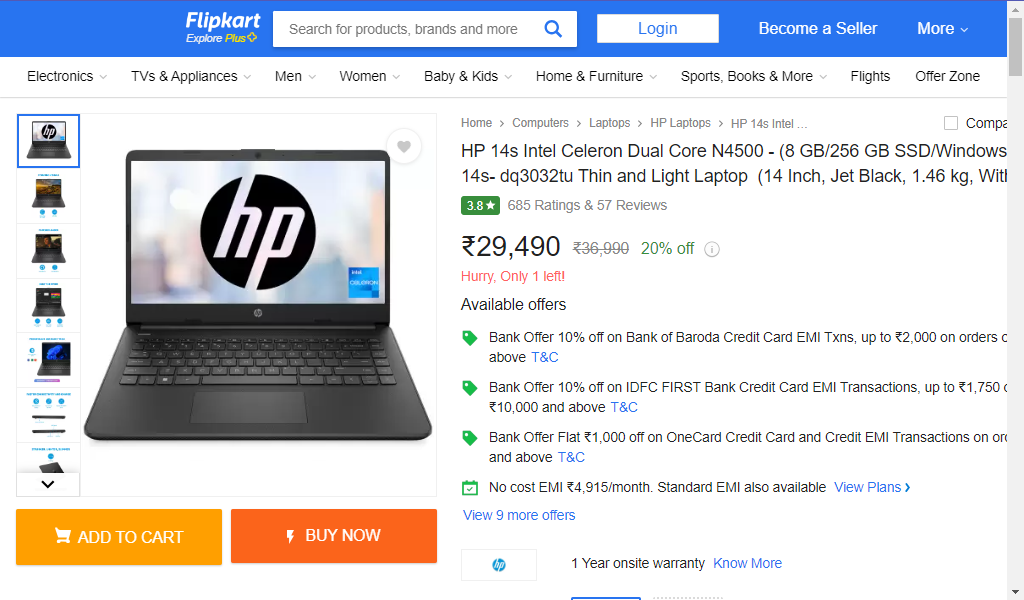 Flipkart
Explore Plus
Search for products, brands and more
Login
Become a Seller
More
Electronics
TVs & Appliances
Men
Women
Baby & Kids
Home & Furniture
Sports, Books & More
Flights
Offer Zone
Home
Computers
Laptops
HP Laptops
HP 14s Intel ...
Compa
HP 14s Intel Celeron Dual Core N4500 - (8 GB/256 GB SSD/Windows
14s- dq3032tu Thin and Light Laptop (14 Inch, Jet Black, 1.46 kg, With
3.8★ 685 Ratings & 57 Reviews
₹29,490 ₹36,990 20% off
Hurry, Only 1 left!
Available offers
Bank Offer 10% off on Bank of Baroda Credit Card EMI Txns, up to ₹2,000 on orders o
above T&C
Bank Offer 10% off on IDFC FIRST Bank Credit Card EMI Transactions, up to ₹1,750 o
₹10,000 and above T&C
Bank Offer Flat ₹1,000 off on OneCard Credit Card and Credit EMI Transactions on ord
and above T&C
No cost EMI ₹4,915/month. Standard EMI also available View Plans
View 9 more offers
hp
1 Year onsite warranty Know More
hp
hp
intel
CELERON
hp
ADD TO CART
BUY NOW